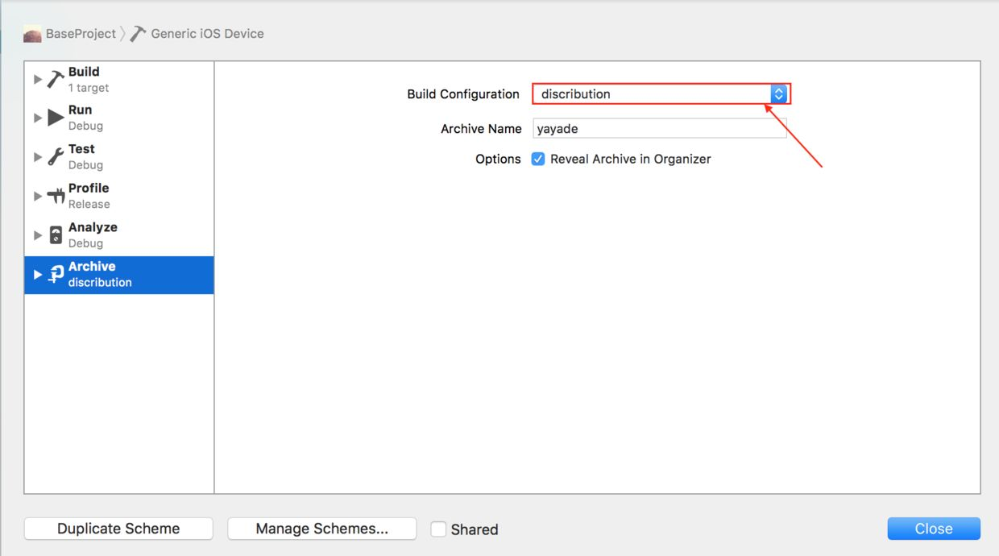 BaseProject Generic iOS Device
Build
1 target
Run
Debug
Test
Debug
Profile
Release
Analyze
Debug
Archive
discribution
Build Configuration discribution
Archive Name yayade
Options Reveal Archive in Organizer
Duplicate Scheme Manage Schemes... Shared Close